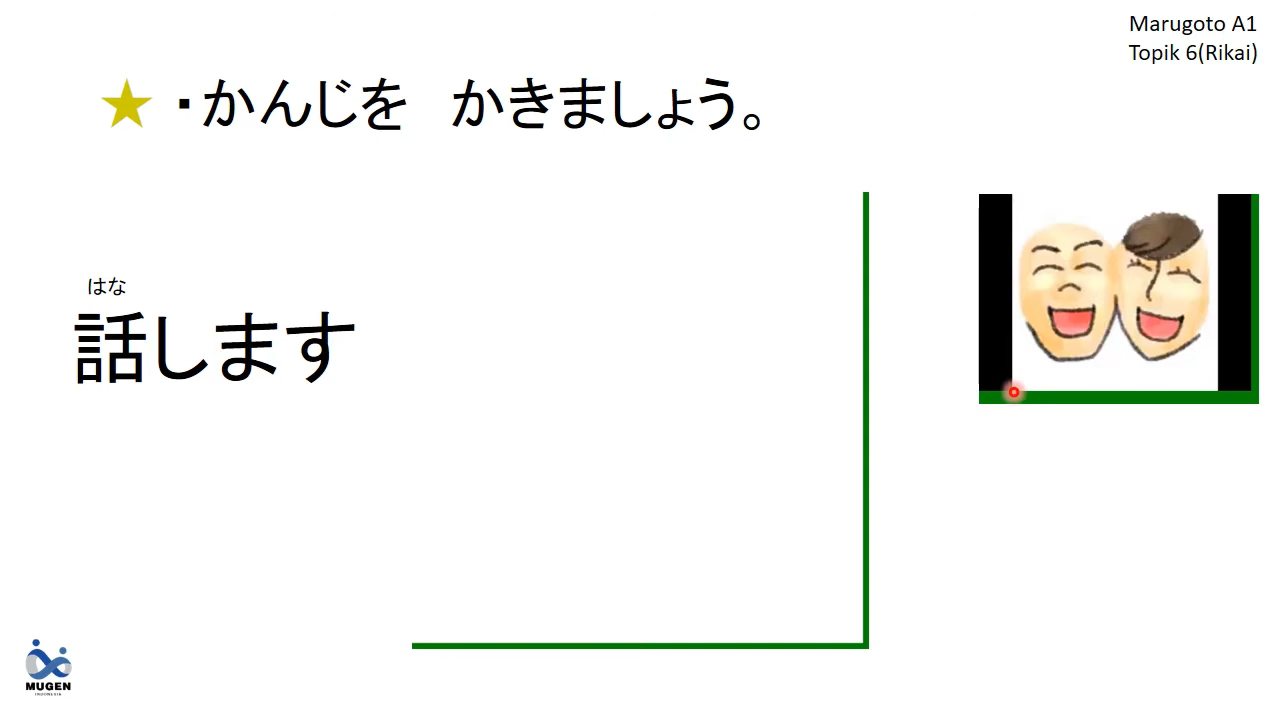 Marugoto A1
Topik 6(Rikai)
★・かんじを　かきましょう。
はな
話します
MUGEN
INDONESIA